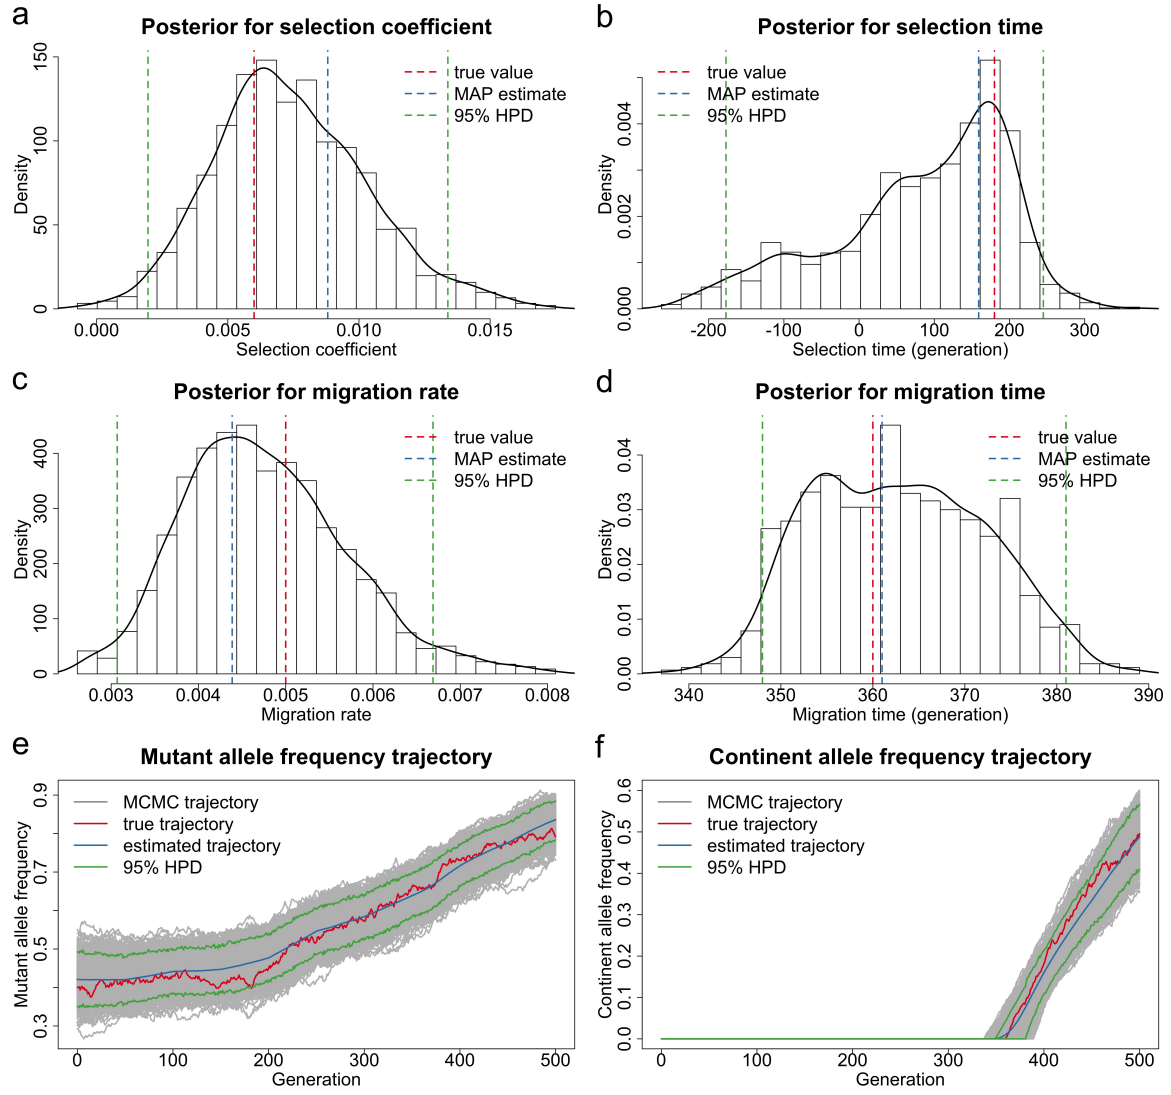 a
Posterior for selection coefficient
Density
0 50 100 150
0.000 0.005 0.010 0.015
Selection coefficient
true value
MAP estimate
95% HPD
b
Posterior for selection time
Density
0.000 0.002 0.004
-200 -100 0 100 200 300
Selection time (generation)
true value
MAP estimate
95% HPD
c
Posterior for migration rate
Density
0 100 200 300 400
0.003 0.004 0.005 0.006 0.007 0.008
Migration rate
true value
MAP estimate
95% HPD
d
Posterior for migration time
Density
0.00 0.01 0.02 0.03 0.04
340 350 360 370 380 390
Migration time (generation)
true value
MAP estimate
95% HPD
e
Mutant allele frequency trajectory
Mutant allele frequency
0.3 0.5 0.7 0.9
0 100 200 300 400 500
Generation
MCMC trajectory
true trajectory
estimated trajectory
95% HPD
f
Continent allele frequency trajectory
Continent allele frequency
0.0 0.1 0.2 0.3 0.4 0.5 0.6
0 100 200 300 400 500
Generation
MCMC trajectory
true trajectory
estimated trajectory
95% HPD